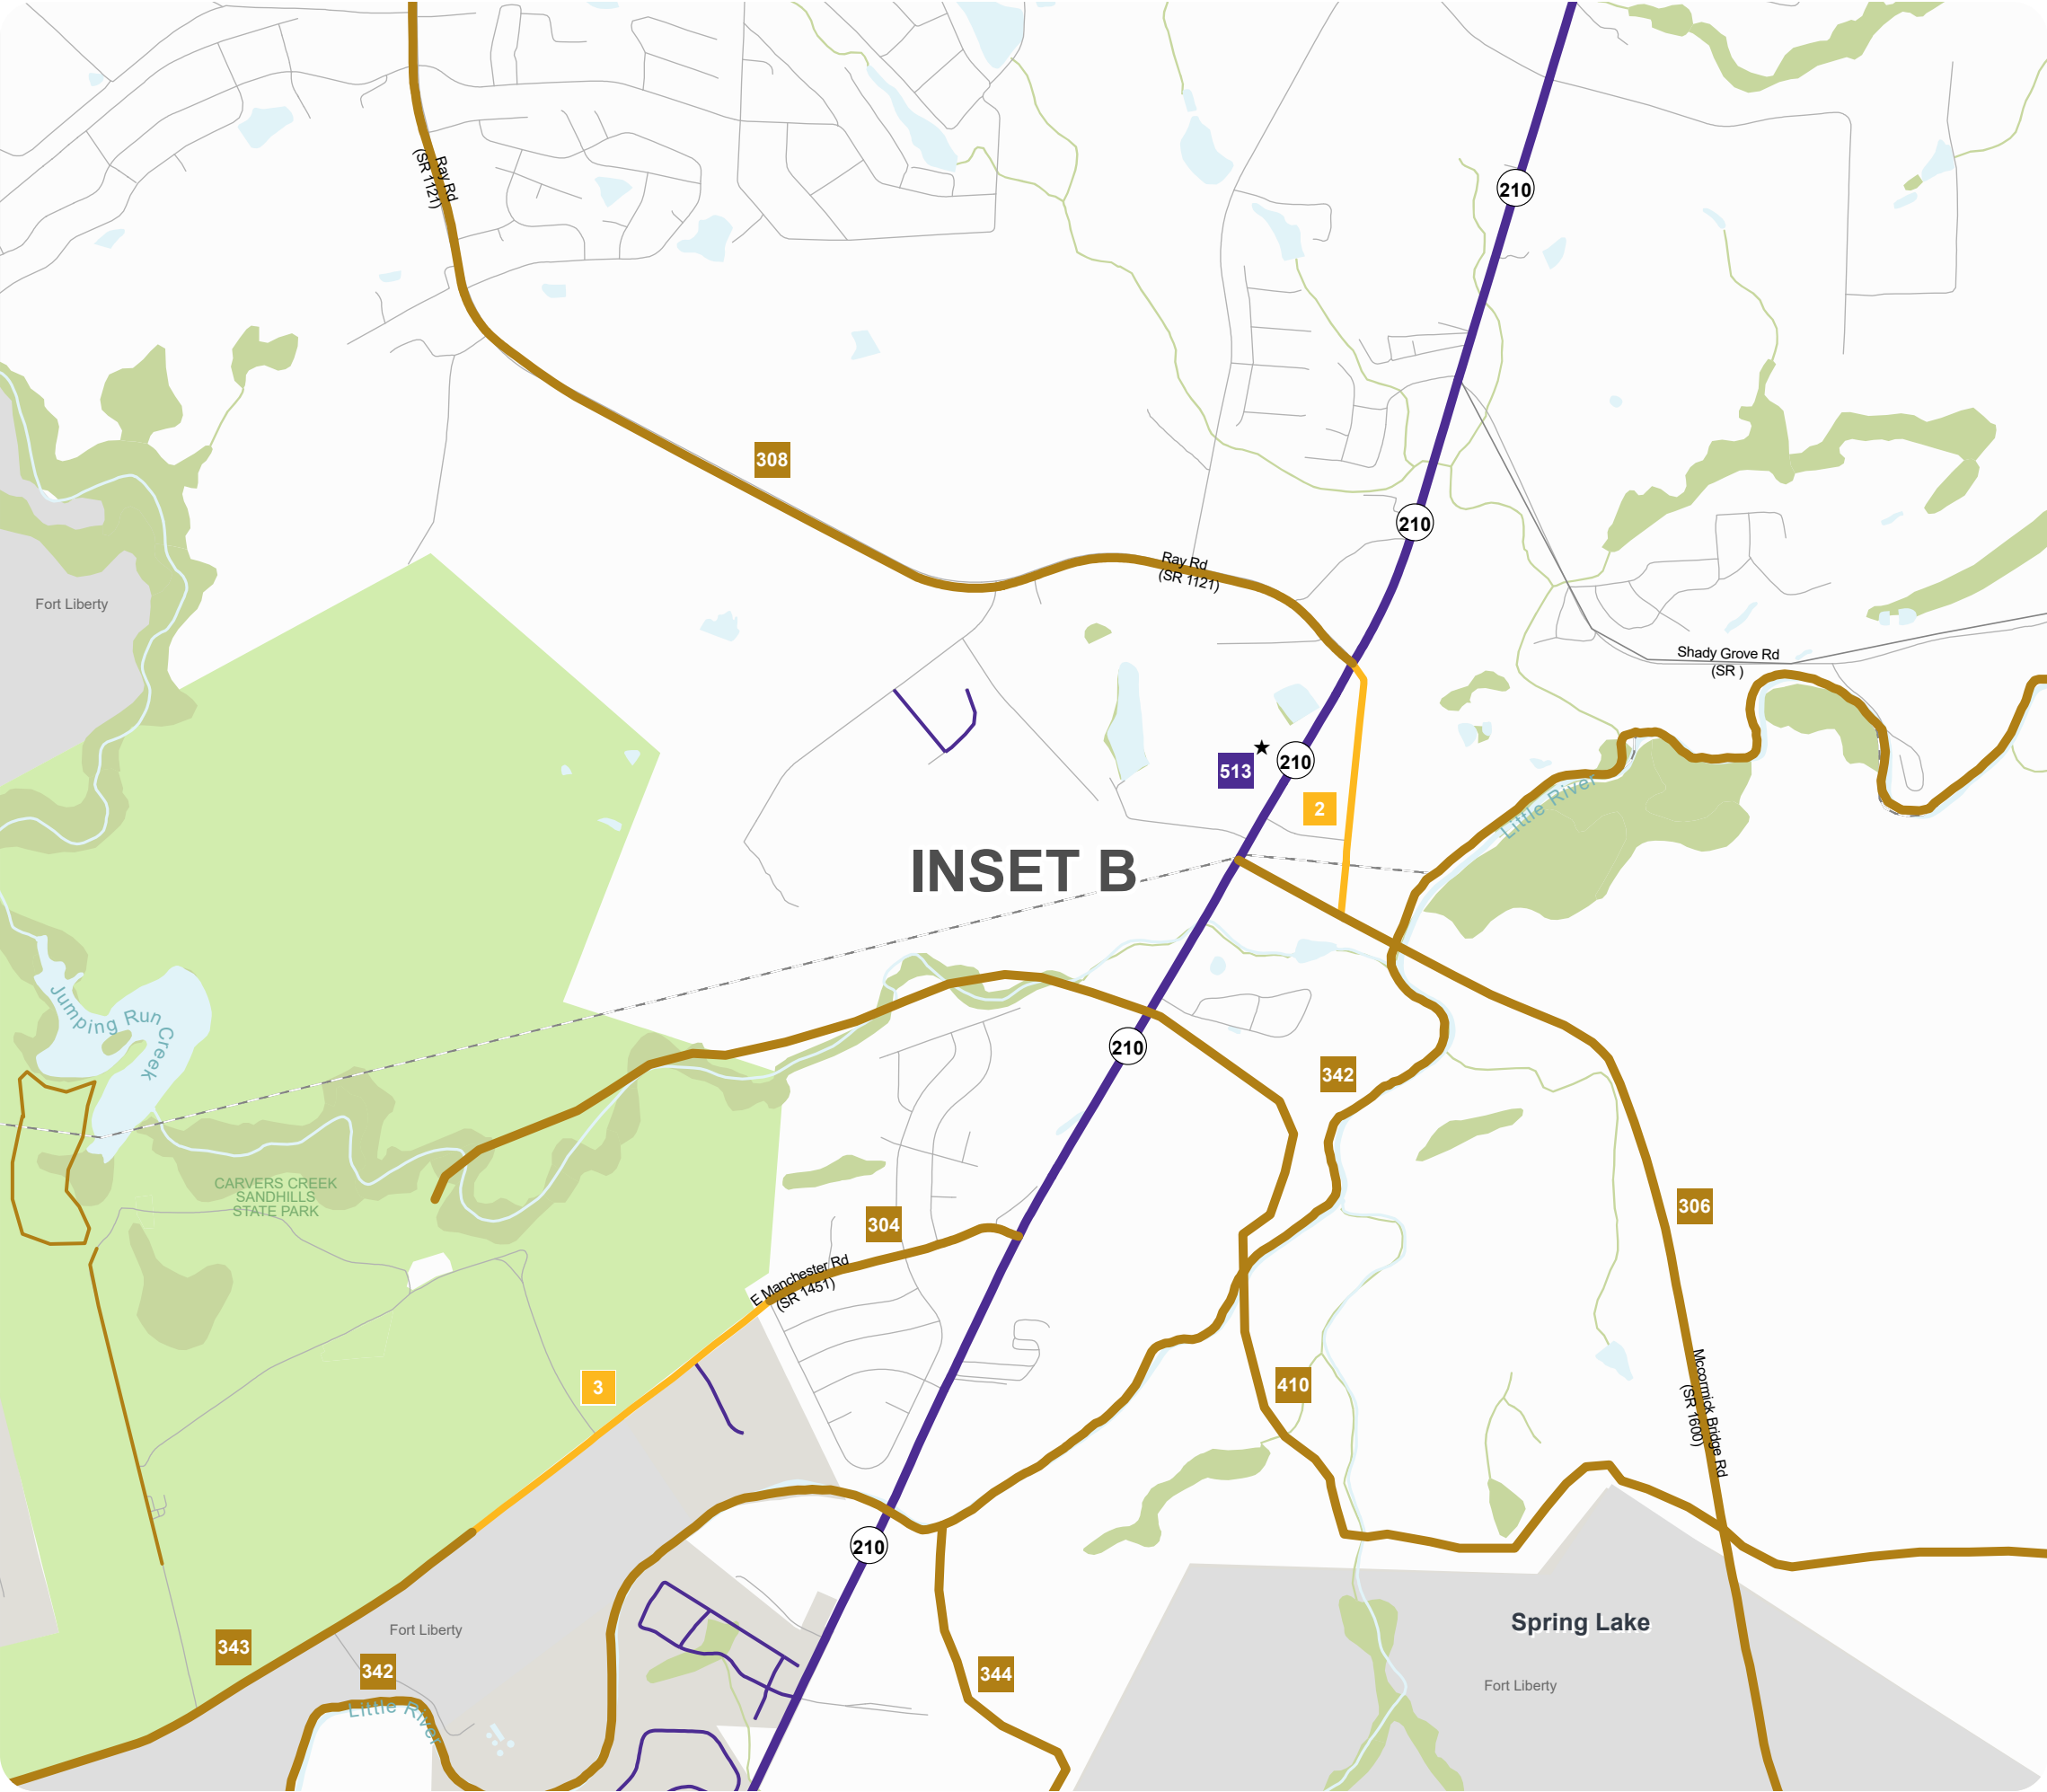 Ray Rd
(SR 1121)
210
308
210
Ray Rd
(SR 1121)
Fort Liberty
Shady Grove Rd
(SR )
513
★
210
2
Little River
INSET B
Jumping Run Creek
210
342
CARVERS CREEK
SANDHILLS
STATE PARK
304
306
E Manchester Rd
(SR 1451)
3
410
Mccormick Bridge Rd
(SR 1600)
210
Fort Liberty
Spring Lake
343
342
344
Fort Liberty
Little River